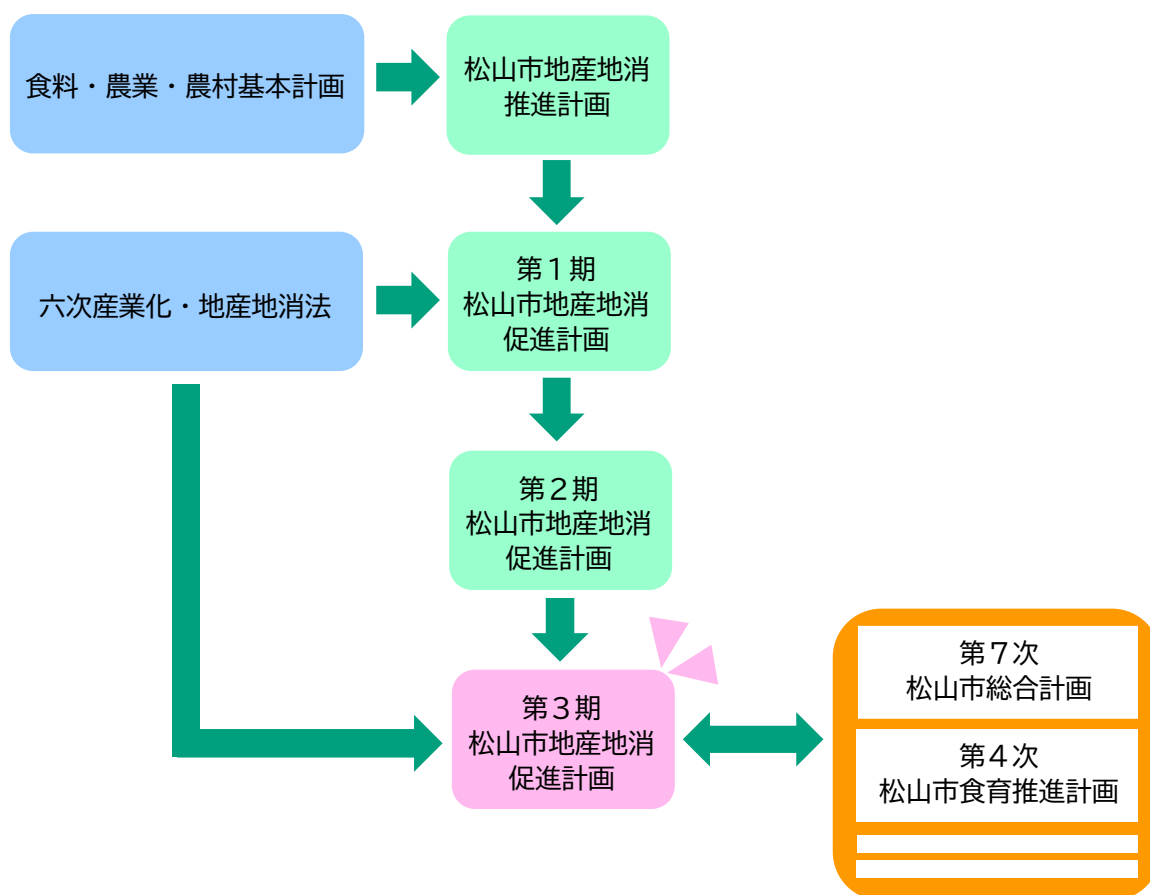 食料・農業・農村基本計画
松山市地産地消
推進計画
六次産業化・地産地消法
第１期
松山市地産地消
促進計画
第２期
松山市地産地消
促進計画
第３期
松山市地産地消
促進計画
第７次
松山市総合計画
第４次
松山市食育推進計画